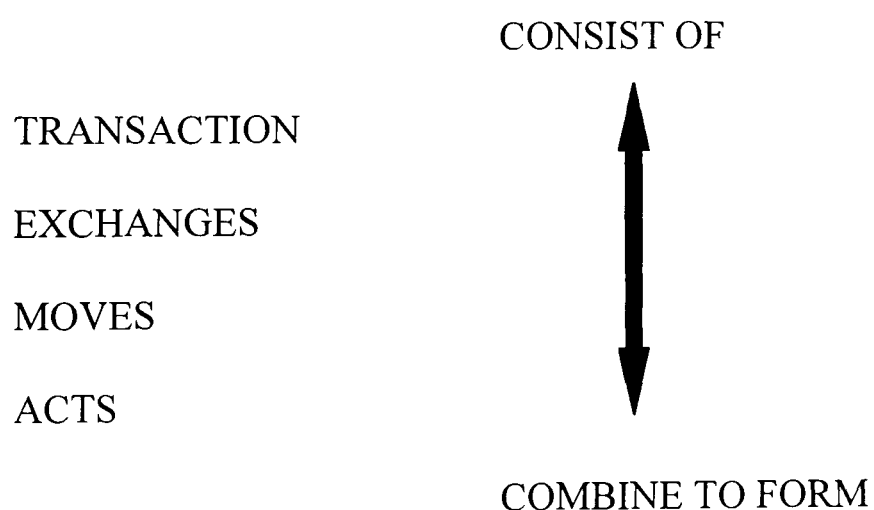 CONSIST OF
TRANSACTION
EXCHANGES
MOVES
ACTS
COMBINE TO FORM